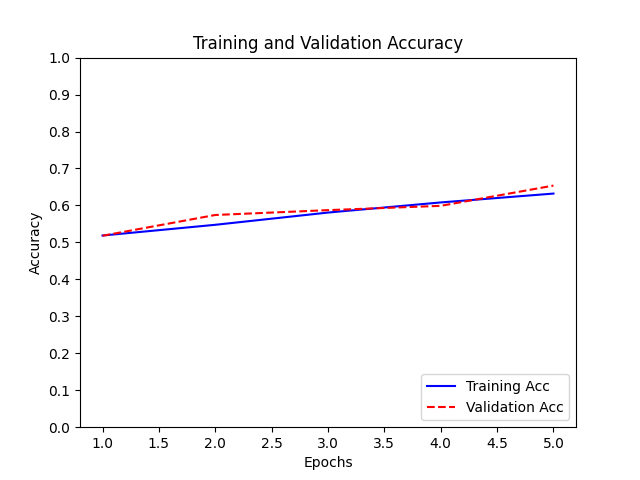 Training and Validation Accuracy
1.0
0.9
0.8
0.7
0.6
0.5
0.4
0.3
0.2
0.1
0.0
Accuracy
Training Acc
Validation Acc
1.0 1.5 2.0 2.5 3.0 3.5 4.0 4.5 5.0
Epochs